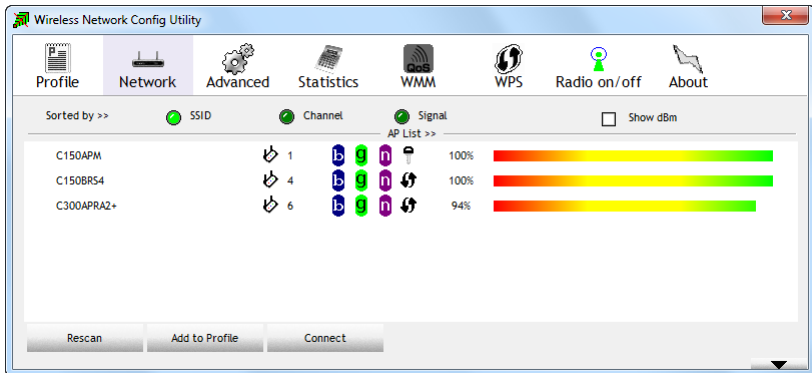 Wireless Network Config Utility
Profile Network Advanced Statistics QoS WMM WPS Radio on/off About
Sorted by >> SSID Channel Signal Show dBm
AP List >>
C150APM 1 b g n 100%
C150BRS4 4 b g n 100%
C300APRA2+ 6 b g n 94%
Rescan Add to Profile Connect